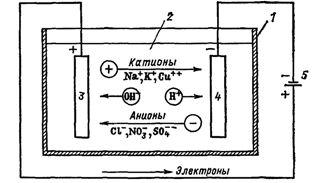 2
1
+
−
Катионы
+
Na⁺, K⁺, Cu⁺⁺
−
3
OH⁻
H⁺
4
5
+
Анионы
−
Cl⁻, NO₃⁻, SO₄⁻⁻
Электроны